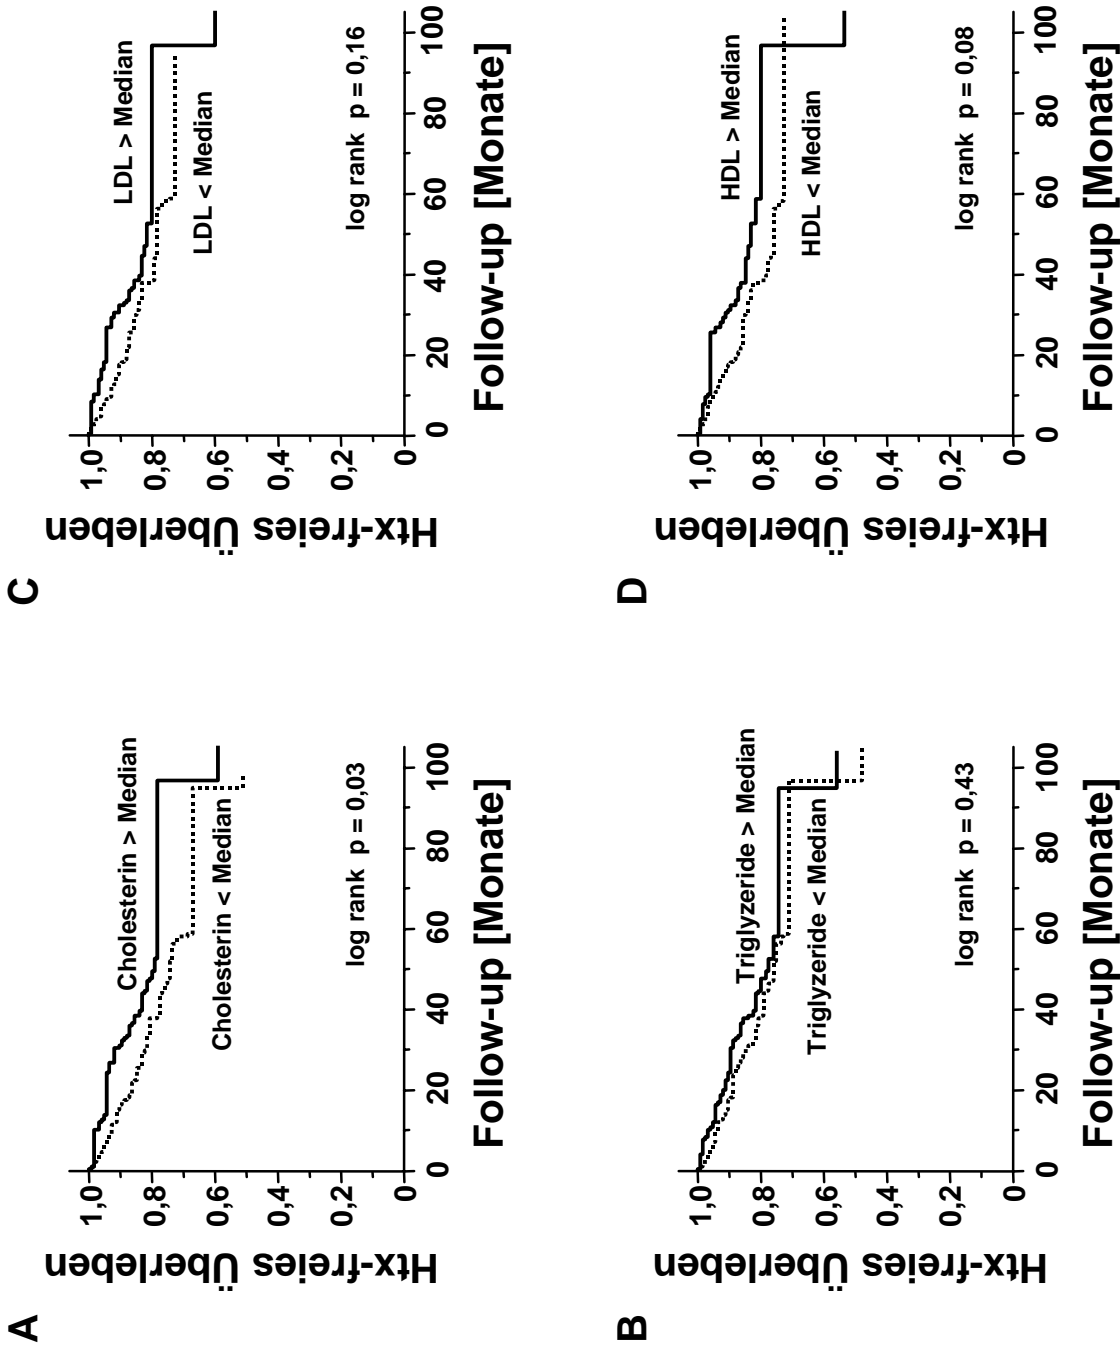 A
Htx-freies Überleben
1,0
0,8
0,6
0,4
0,2
0
Cholesterin > Median
Cholesterin < Median
log rank p = 0,03
0 20 40 60 80 100
Follow-up [Monate]
C
Htx-freies Überleben
1,0
0,8
0,6
0,4
0,2
0
LDL > Median
LDL < Median
log rank p = 0,16
0 20 40 60 80 100
Follow-up [Monate]
B
Htx-freies Überleben
1,0
0,8
0,6
0,4
0,2
0
Triglyzeride > Median
Triglyzeride < Median
log rank p = 0,43
0 20 40 60 80 100
Follow-up [Monate]
D
Htx-freies Überleben
1,0
0,8
0,6
0,4
0,2
0
HDL > Median
HDL < Median
log rank p = 0,08
0 20 40 60 80 100
Follow-up [Monate]